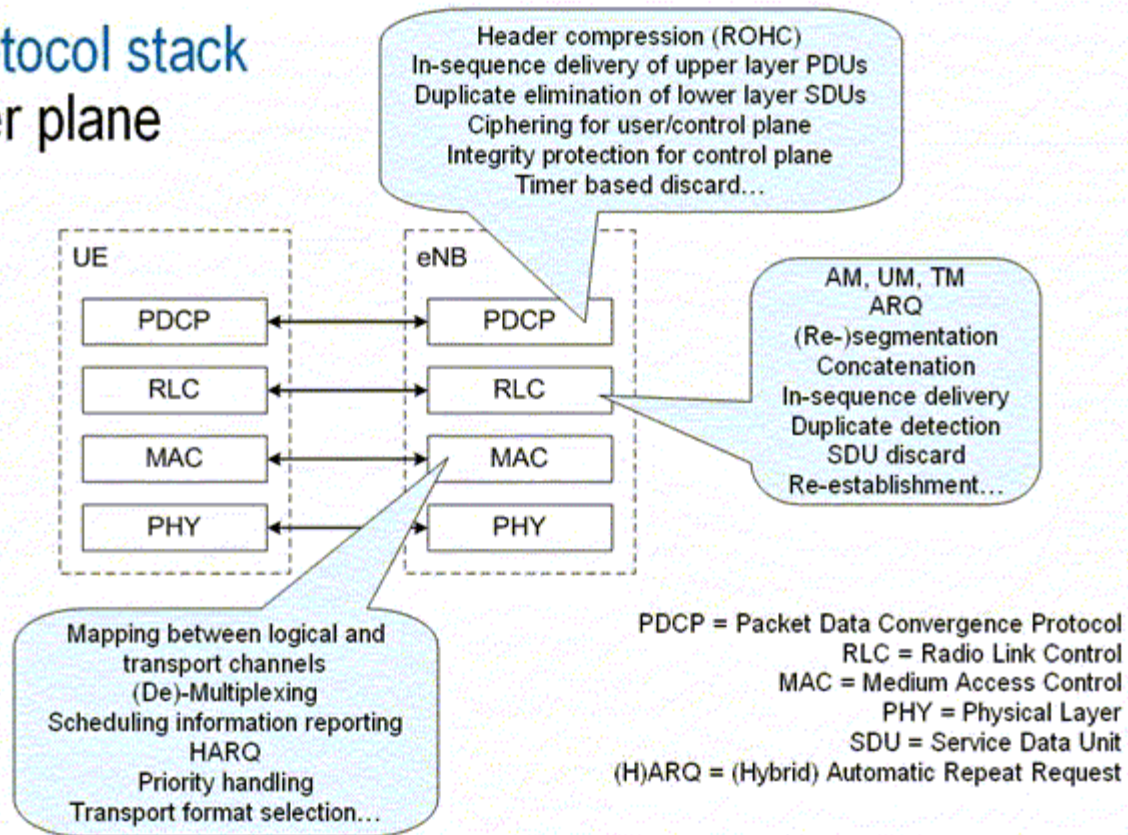 otocol stack
er plane
Header compression (ROHC)
In-sequence delivery of upper layer PDUs
Duplicate elimination of lower layer SDUs
Ciphering for user/control plane
Integrity protection for control plane
Timer based discard…
UE
eNB
PDCP
PDCP
RLC
RLC
MAC
MAC
PHY
PHY
AM, UM, TM
ARQ
(Re-)segmentation
Concatenation
In-sequence delivery
Duplicate detection
SDU discard
Re-establishment…
Mapping between logical and
transport channels
(De)-Multiplexing
Scheduling information reporting
HARQ
Priority handling
Transport format selection…
PDCP = Packet Data Convergence Protocol
RLC = Radio Link Control
MAC = Medium Access Control
PHY = Physical Layer
SDU = Service Data Unit
(H)ARQ = (Hybrid) Automatic Repeat Request